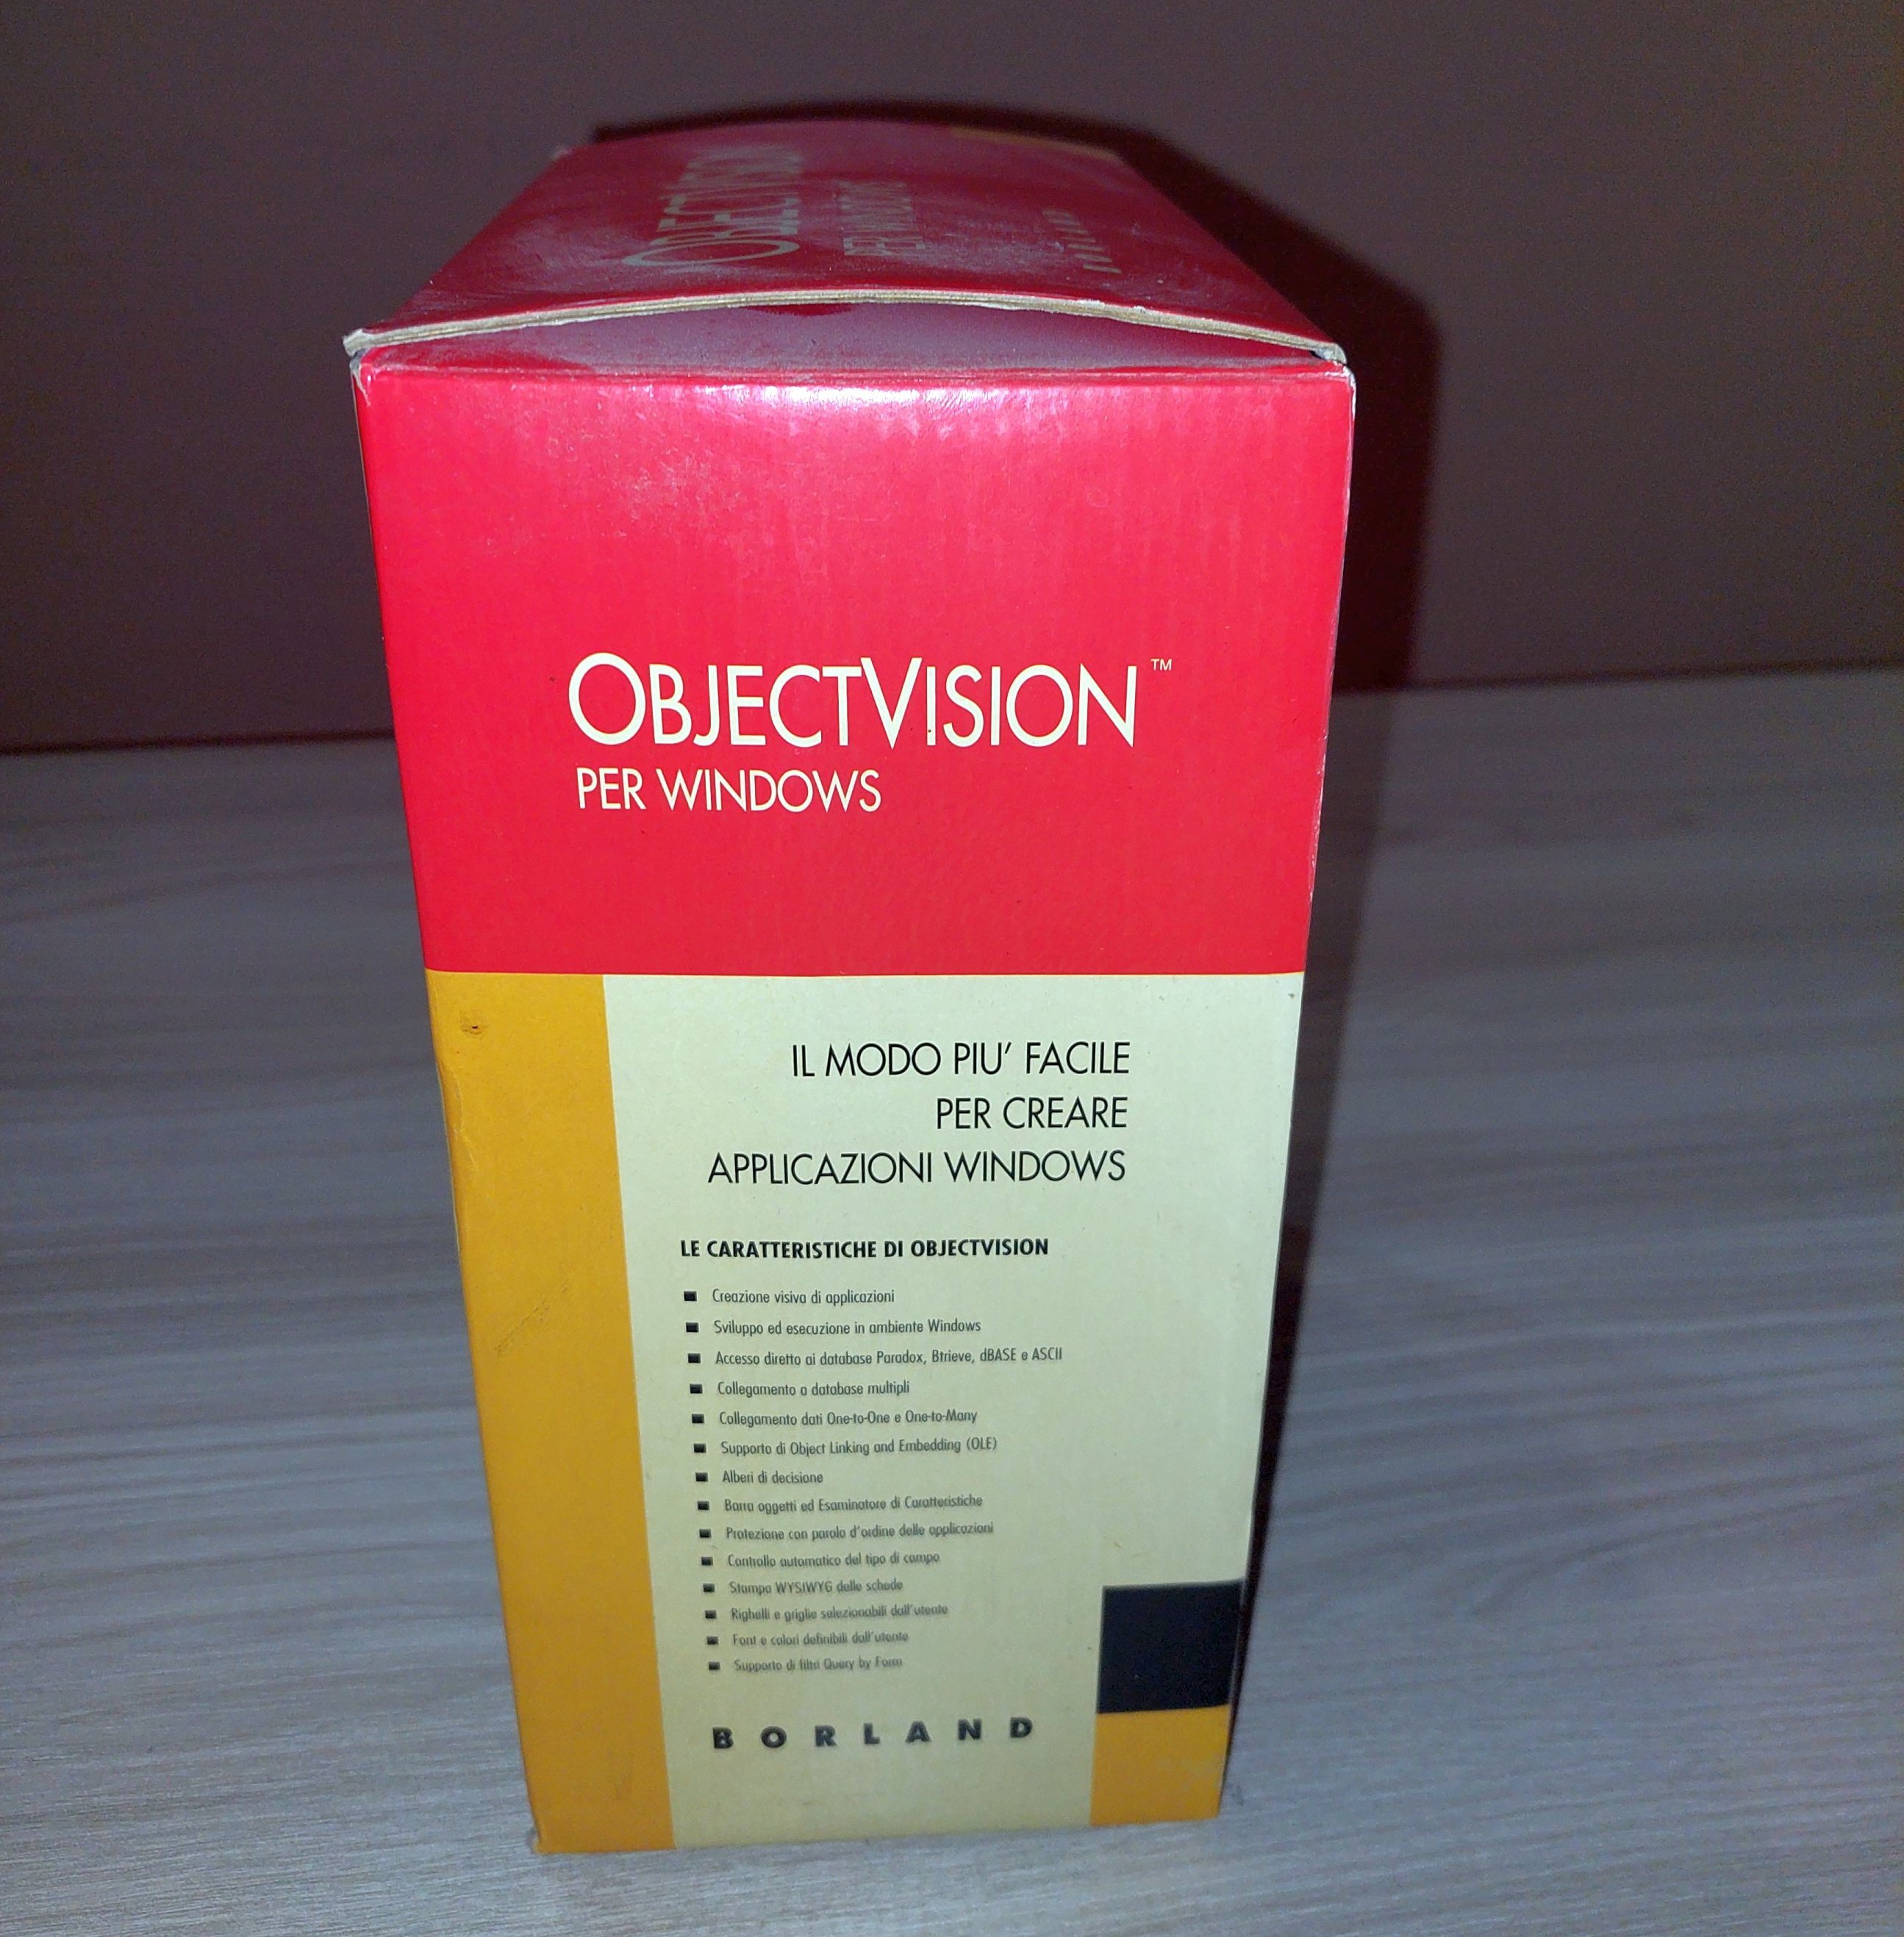 OBJECTVISION
PER WINDOWS
BORLAND
OBJECTVISION™
PER WINDOWS
IL MODO PIU' FACILE
PER CREARE
APPLICAZIONI WINDOWS
LE CARATTERISTICHE DI OBJECTVISION
Creazione visiva di applicazioni
Sviluppo ed esecuzione in ambiente Windows
Accesso diretto ai database Paradox, Btrieve, dBASE e ASCII
Collegamento a database multipli
Collegamento dati One-to-One e One-to-Many
Supporto di Object Linking and Embedding (OLE)
Alberi di decisione
Barra oggetti ed Esaminatore di Caratteristiche
Protezione con parola d'ordine delle applicazioni
Controllo automatico del tipo di campo
Stampa WYSIWYG delle schede
Righelli e griglie selezionabili dall'utente
Font e colori definibili dall'utente
Supporto di filtri Query by Form
BORLAND